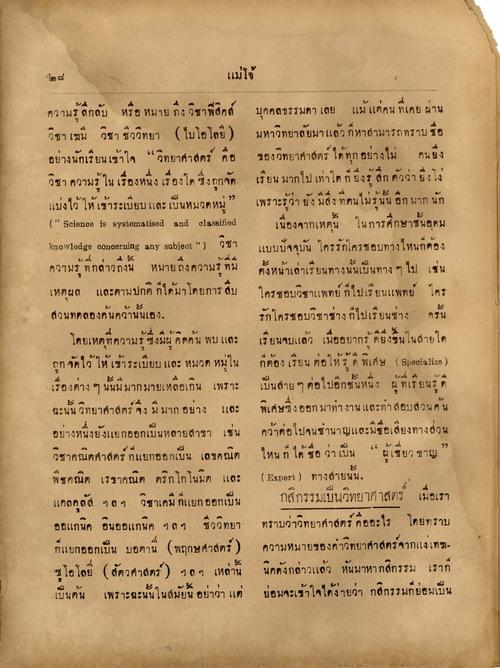 ๒๘
แม่โจ้
ความรู้ลึกลับ หรือ หมาย ถึง วิชาฟิสิคส์
วิชา เฆมี วิชา ชีววิทยา (ไบโอโลยี)
อย่างนักเรียนเข้าใจ "วิทยาศาสตร์ คือ
วิชา ความรู้ ใน เรื่องหนึ่ง เรื่องใด ซึ่งถูกจัด
แบ่งไว้ ให้ เข้าระเบียบ และ เป็นหมวดหมู่"
("Science is systematised and classified
knowledge concerning any subject") วิชา
ความรู้ที่กล่าวถึงนี้ หมายถึงความรู้ที่มี
เหตุผล และตามปกติ ก็ได้มาโดยการ สืบ
สวนทดลองค้นคว้านั้นเอง.
โดยเหตุที่ความรู้ ซึ่งมีผู้ คิดค้น พบ และ
ถูกจัดไว้ ให้ เข้าระเบียบ และ หมวด หมู่ใน
เรื่องต่าง ๆ นั้นมี มากมายเหลือเกิน เพราะ
ฉะนั้น วิทยาศาสตร์ จึง มี มาก อย่าง และ
อย่างหนึ่งยังแยกออกเป็นหลายสาขา เช่น
วิชาคณิตศาสตร์ ก็แยกออกเป็น เลขคณิต
พีชคณิต เรขาคณิต ตริกโกโนมิต และ
แคลคูลัส ฯลฯ วิชาเคมี ก็แยกออกเป็น
ออแกนิค อินออแกนิค ฯลฯ ชีววิทยา
ก็แยกออกเป็น บอตานี่ (พฤกษศาสตร์)
ซูโอโลยี่ (สัตวศาสตร์) ฯลฯ เหล่านี้
เป็นต้น เพราะฉะนั้นในสมัยนี้ อย่าว่า แต่
บุคคลธรรมดา เลย แม้ แต่คน ที่เคย ผ่าน
มหาวิทยาลัยมา แล้ว ก็หาสามารถทราบ ชื่อ
ของวิทยาศาสตร์ ได้ทุก อย่างไม่ คนยิ่ง
เรียน มากไป เท่าใด ก็ ยิ่งรู้ สึก ตัวว่า ยิ่ง โง่
เพราะรู้ว่า ยัง มีสิ่ง ที่ตนไม่รู้นั้น อีก มาก นัก
เนื่องจากเหตุนี้ ในการศึกษาชั้นอุดม
แบบปัจจุบัน ใครรักใครชอบทางไหนก็ต้อง
ตั้งหน้าเล่าเรียนทางนั้นเป็นทาง ๆ ไป เช่น
ใครชอบวิชาแพทย์ ก็ไปเรียนแพทย์ ใคร
รักใครชอบวิชาช่าง ก็ไปเรียนช่าง ครั้น
เรียนจบแล้ว เมื่ออยากรู้ ดียิ่งขึ้นในสายใด
ก็ต้อง เรียน ต่อให้ รู้ ดี พิเศษ (Specialize)
เป็นสาย ๆ ต่อไปอีกชั้นหนึ่ง ผู้ที่เรียนรู้ ดี
พิเศษซึ่ง ออก มาทำงาน และทำ สอบสวน ค้น
คว้าต่อไปจนชำนาญและมีชื่อเสียงทางส่วน
ไหน ก็ ได้ ชื่อ ว่า เป็น "ผู้เชี่ยวชาญ"
(Expert) ทางสายนั้น.
กสิกรรมเป็นวิทยาศาสตร์ เมื่อเรา
ทราบว่าวิทยาศาสตร์ คืออะไร โดยทราบ
ความหมายของคำวิทยาศาสตร์จากแง่เทฆ-
นิคดังกล่าวแล้ว หันมาหากสิกรรม เราก็
ย่อมจะเข้าใจได้ง่ายว่า กสิกรรมก็ย่อมเป็น